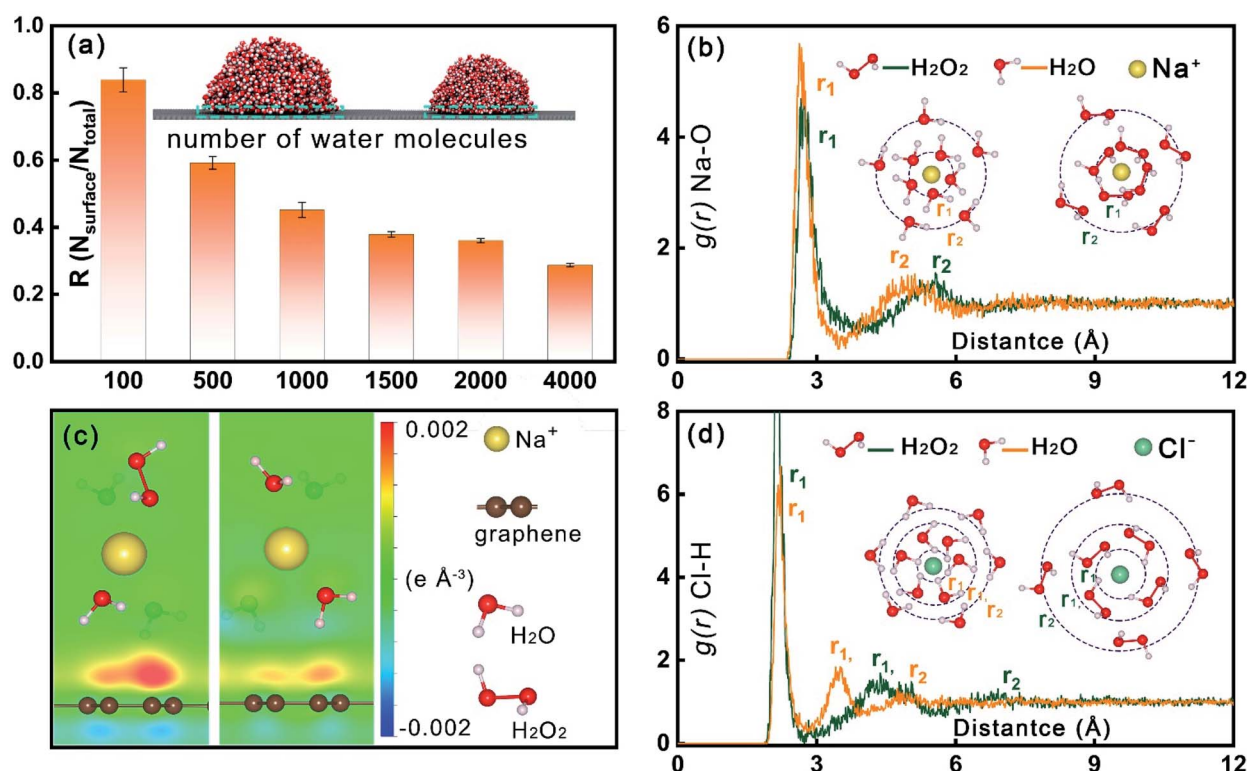 (a)
1.0
0.8
0.6
0.4
0.2
0.0
R (Nsurface/Ntotal)
number of water molecules
100 500 1000 1500 2000 4000
(b)
6
4
2
0
g(r) Na-O
H2O2 H2O Na+
r1
r1
r1
r2
r1
r2
r2 r2
Distantce (Å)
0 3 6 9 12
(c)
0.002
(e Å-3)
-0.002
Na+
graphene
H2O
H2O2
(d)
8
6
4
2
0
g(r) Cl-H
H2O2 H2O Cl-
r1
r1
r1
r1,
r2
r1
r1,
r2
r1, r1, r2 r2
Distantce (Å)
0 3 6 9 12